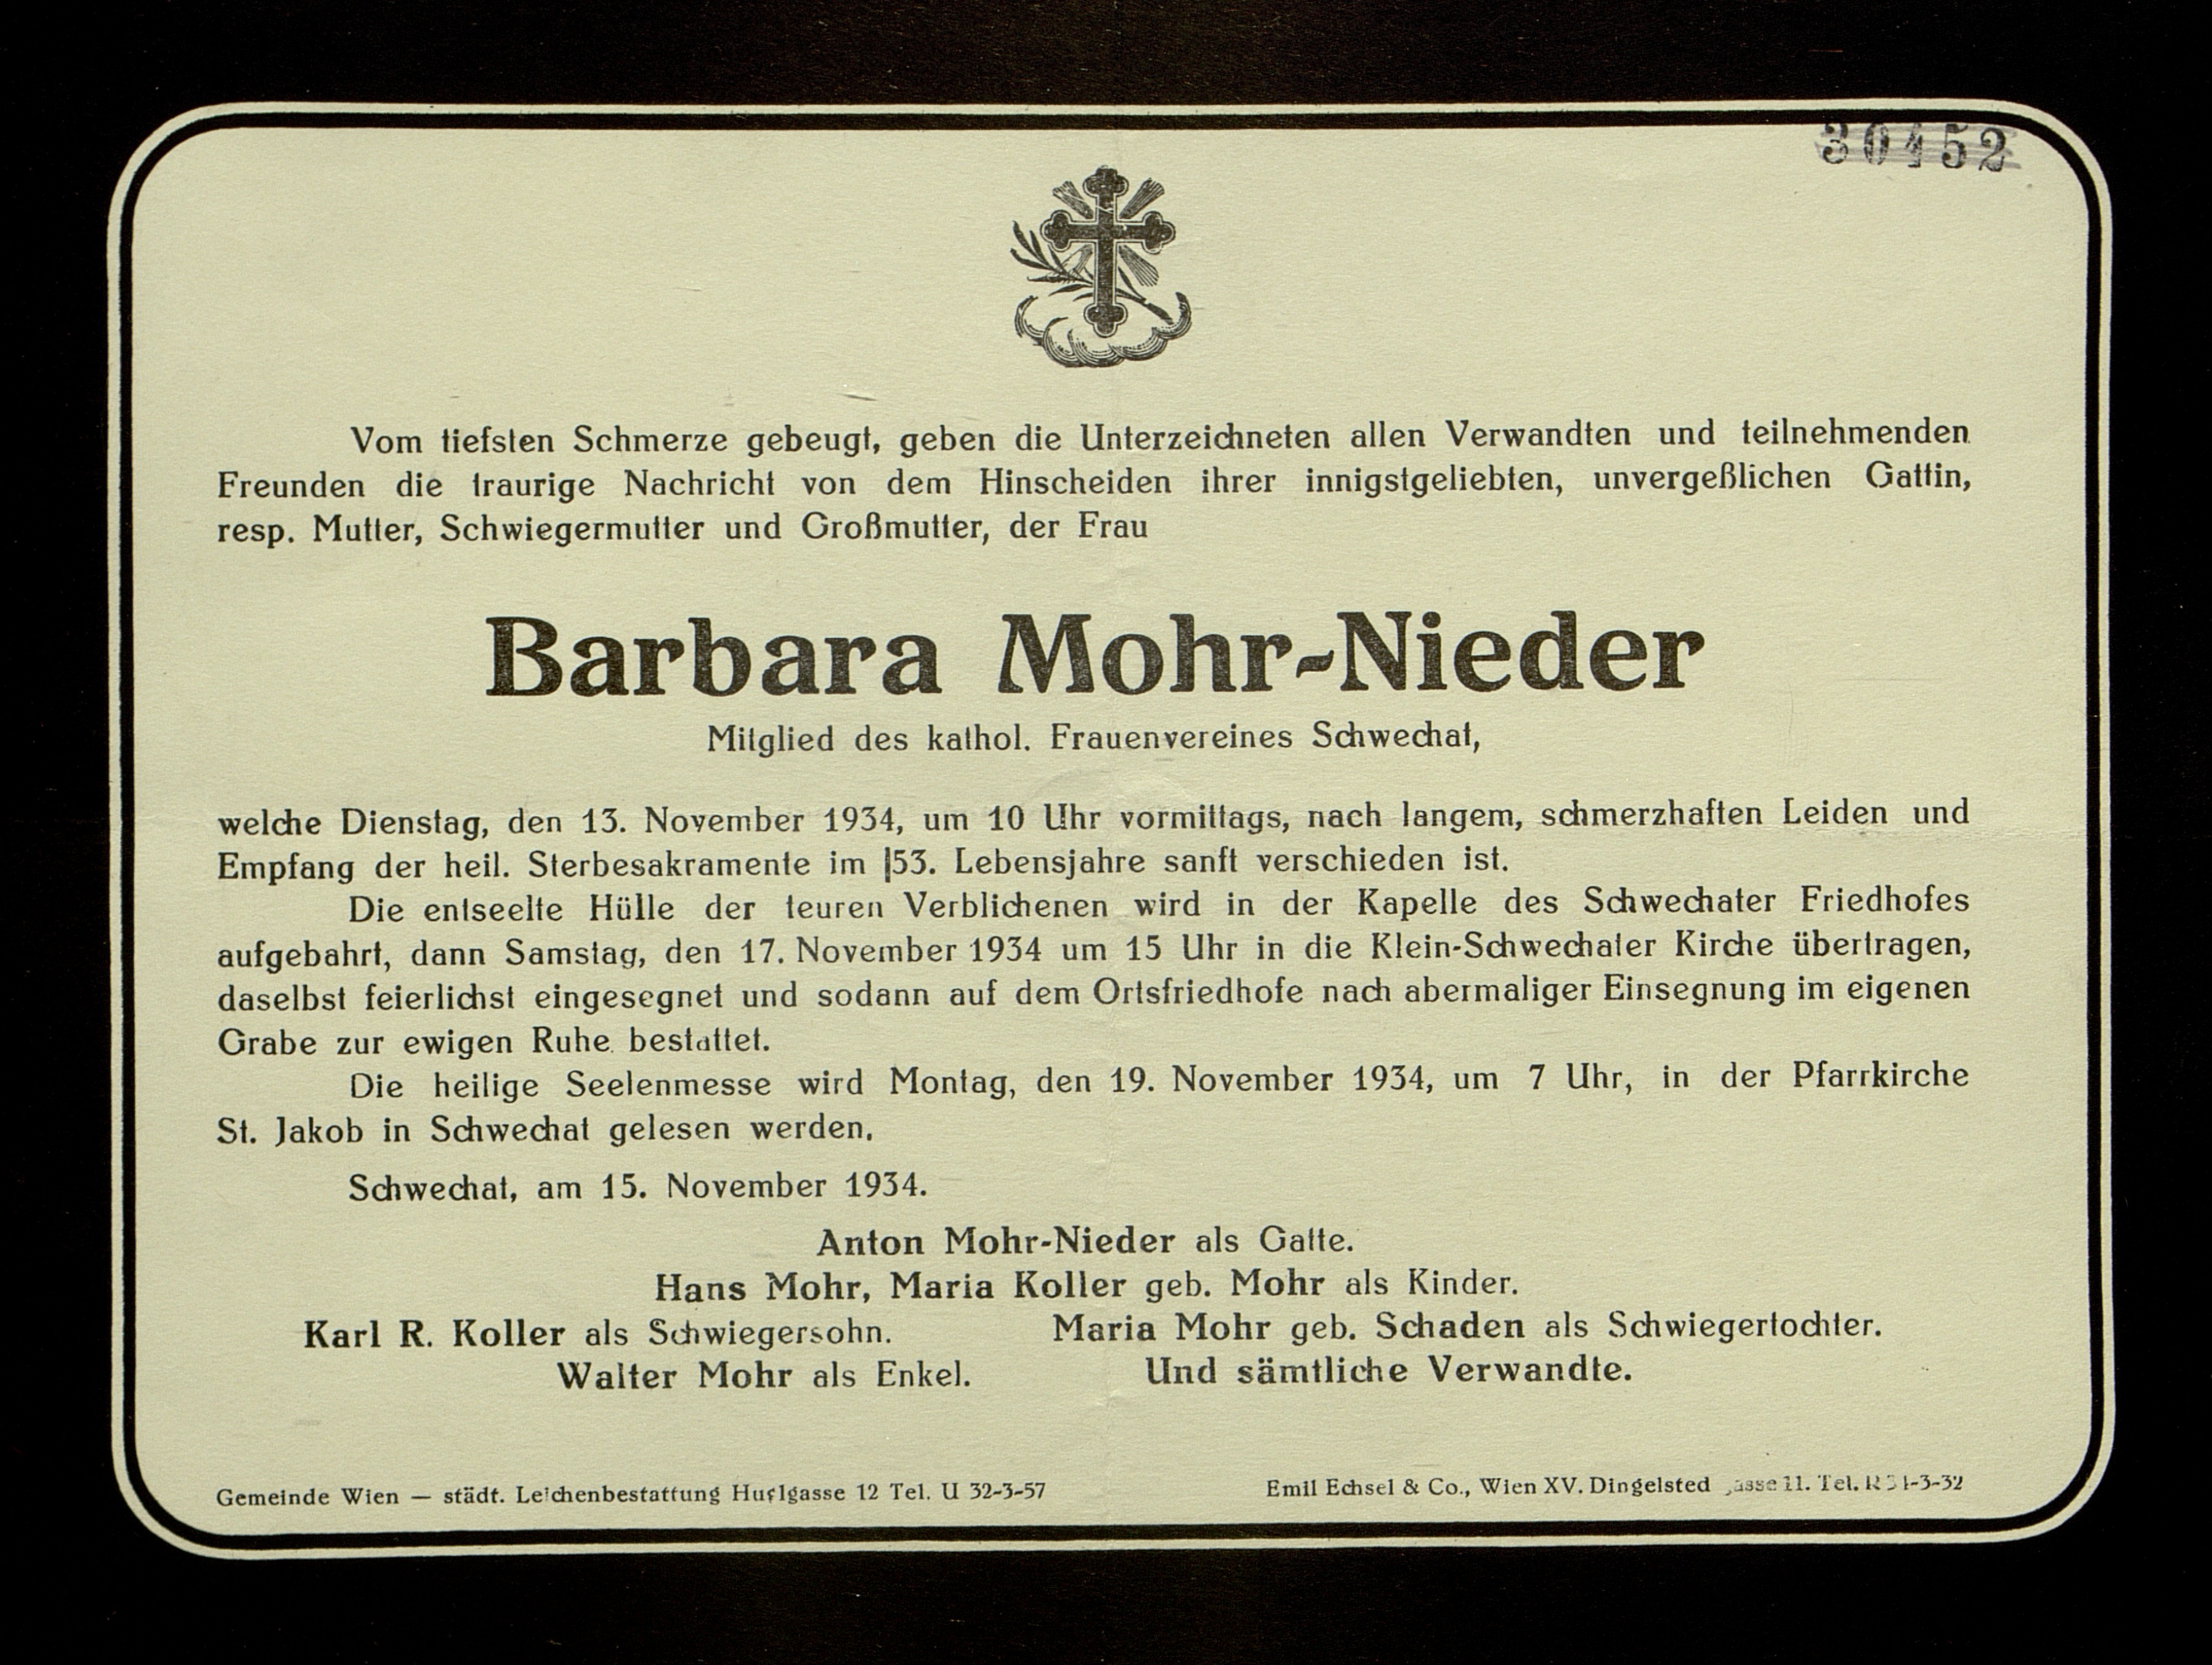 30452
Vom tiefsten Schmerze gebeugt, geben die Unterzeichneten allen Verwandten und teilnehmenden
Freunden die traurige Nachricht von dem Hinscheiden ihrer innigstgeliebten, unvergeßlichen Gattin,
resp. Mutter, Schwiegermutter und Großmutter, der Frau
Barbara Mohr-Nieder
Mitglied des kathol. Frauenvereines Schwechat,
welche Dienstag, den 13. November 1934, um 10 Uhr vormittags, nach langem, schmerzhaften Leiden und
Empfang der heil. Sterbesakramente im 53. Lebensjahre sanft verschieden ist.
Die entseelte Hülle der teuren Verblichenen wird in der Kapelle des Schwechater Friedhofes
aufgebahrt, dann Samstag, den 17. November 1934 um 15 Uhr in die Klein-Schwechater Kirche übertragen,
daselbst feierlichst eingesegnet und sodann auf dem Ortsfriedhofe nach abermaliger Einsegnung im eigenen
Grabe zur ewigen Ruhe bestattet.
Die heilige Seelenmesse wird Montag, den 19. November 1934, um 7 Uhr, in der Pfarrkirche
St. Jakob in Schwechat gelesen werden.
Schwechat, am 15. November 1934.
Anton Mohr-Nieder als Gatte.
Hans Mohr, Maria Koller geb. Mohr als Kinder.
Karl R. Koller als Schwiegersohn. Maria Mohr geb. Schaden als Schwiegertochter.
Walter Mohr als Enkel. Und sämtliche Verwandte.
Gemeinde Wien — städt. Leichenbestattung Huflgasse 12 Tel. U 32-3-57
Emil Echsel & Co., Wien XV. Dingelsted gasse 11. Tel.